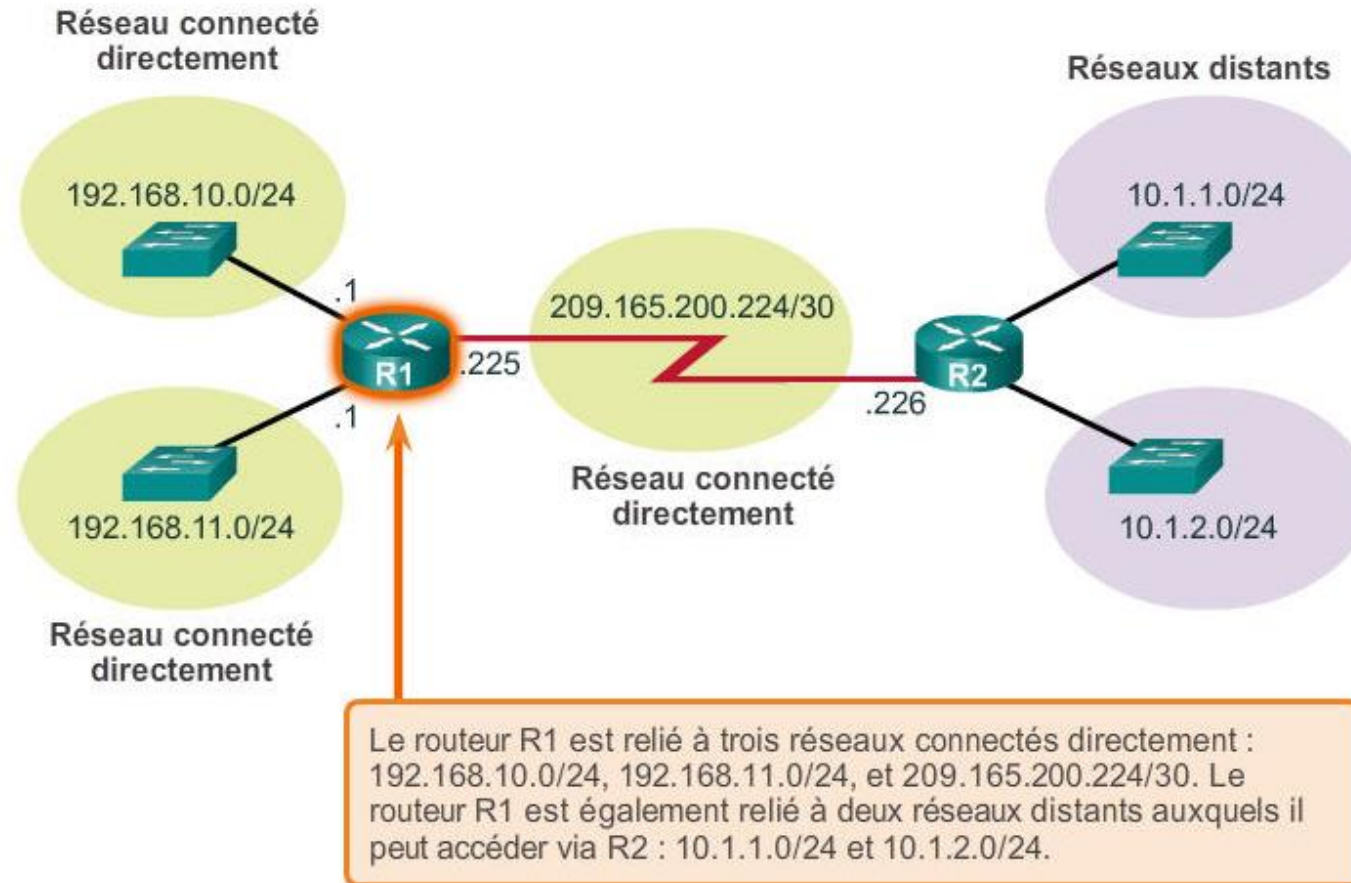 Réseau connecté
directement
Réseaux distants
192.168.10.0/24
10.1.1.0/24
.1
209.165.200.224/30
R1
.225
R2
.226
.1
192.168.11.0/24
Réseau connecté
directement
10.1.2.0/24
Réseau connecté
directement
Le routeur R1 est relié à trois réseaux connectés directement :
192.168.10.0/24, 192.168.11.0/24, et 209.165.200.224/30. Le
routeur R1 est également relié à deux réseaux distants auxquels il
peut accéder via R2 : 10.1.1.0/24 et 10.1.2.0/24.